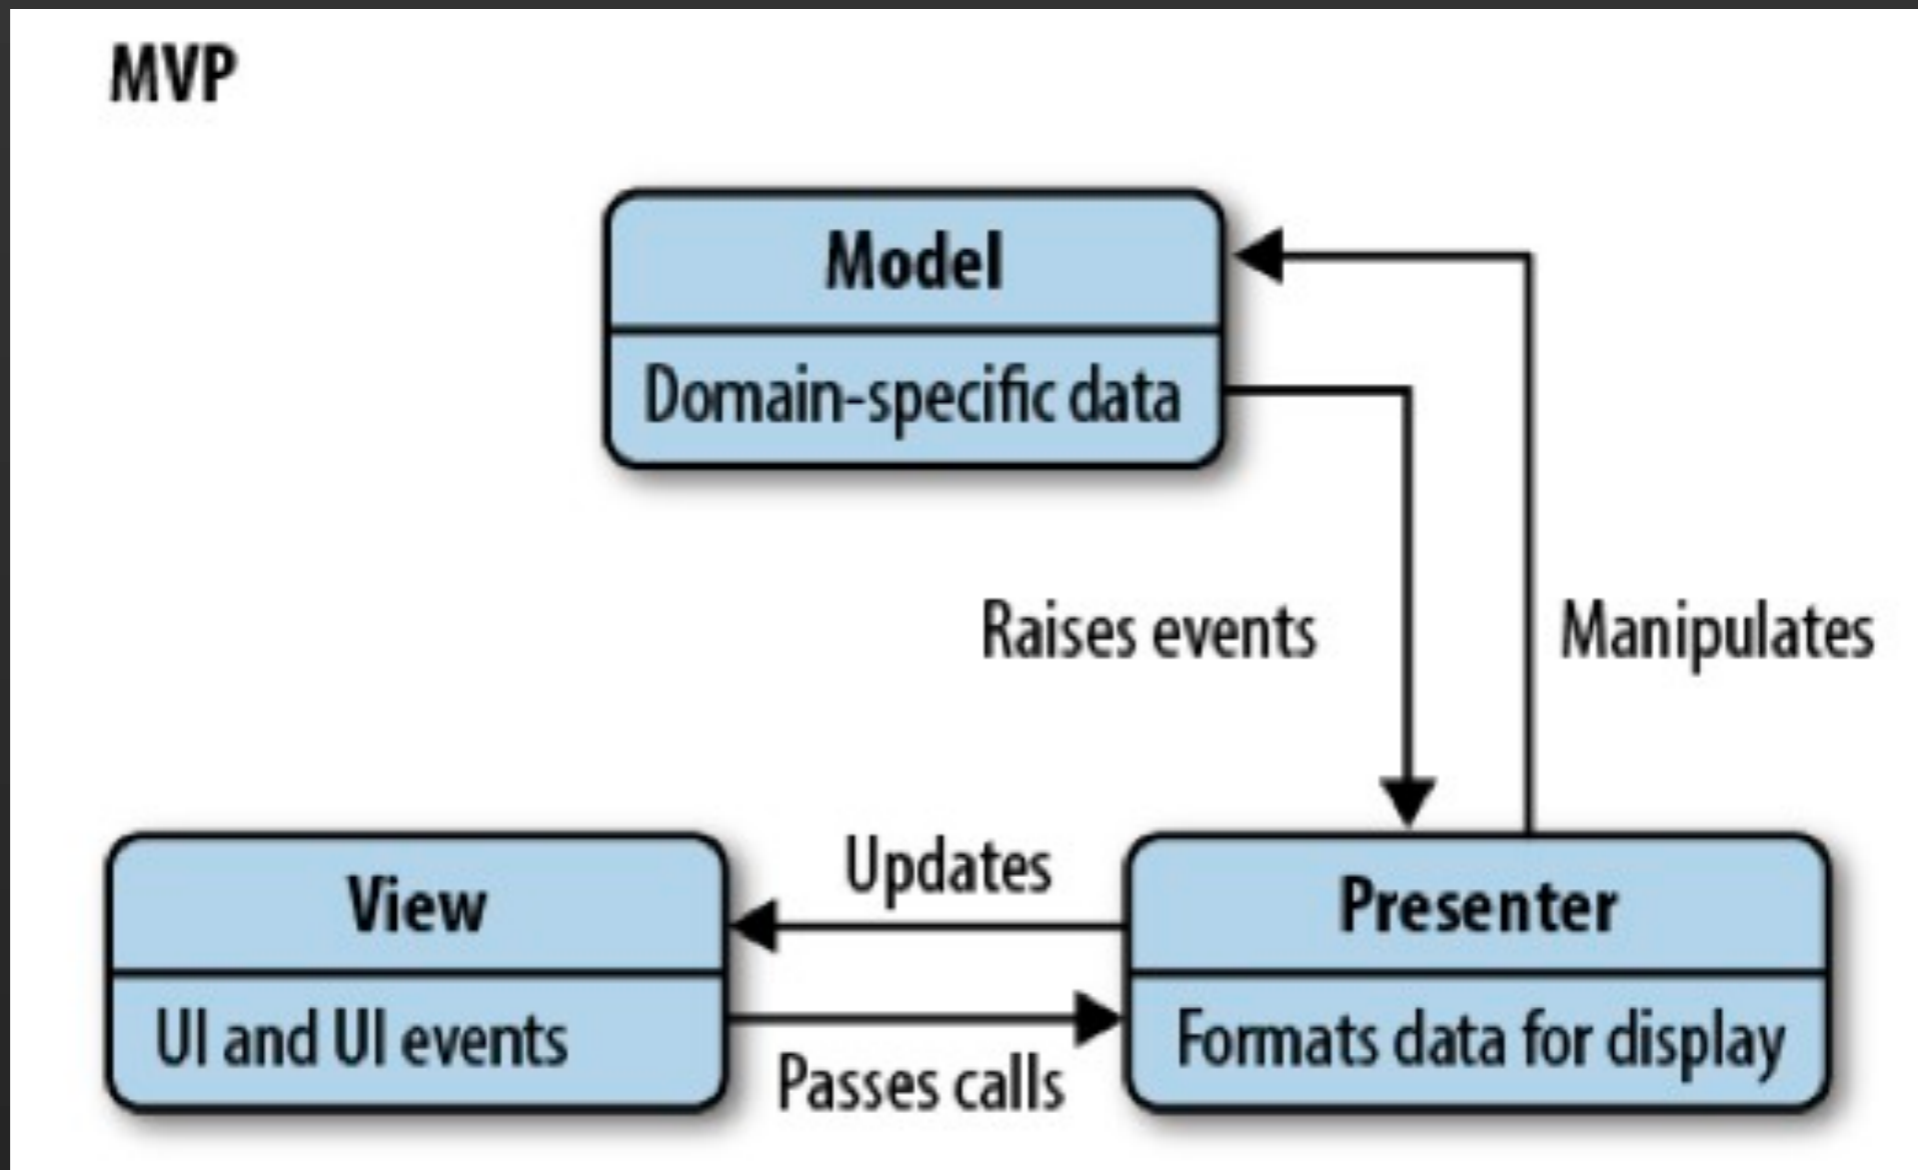 MVP
Model
Domain-specific data
Raises events
Manipulates
Updates
View
Presenter
UI and UI events
Formats data for display
Passes calls